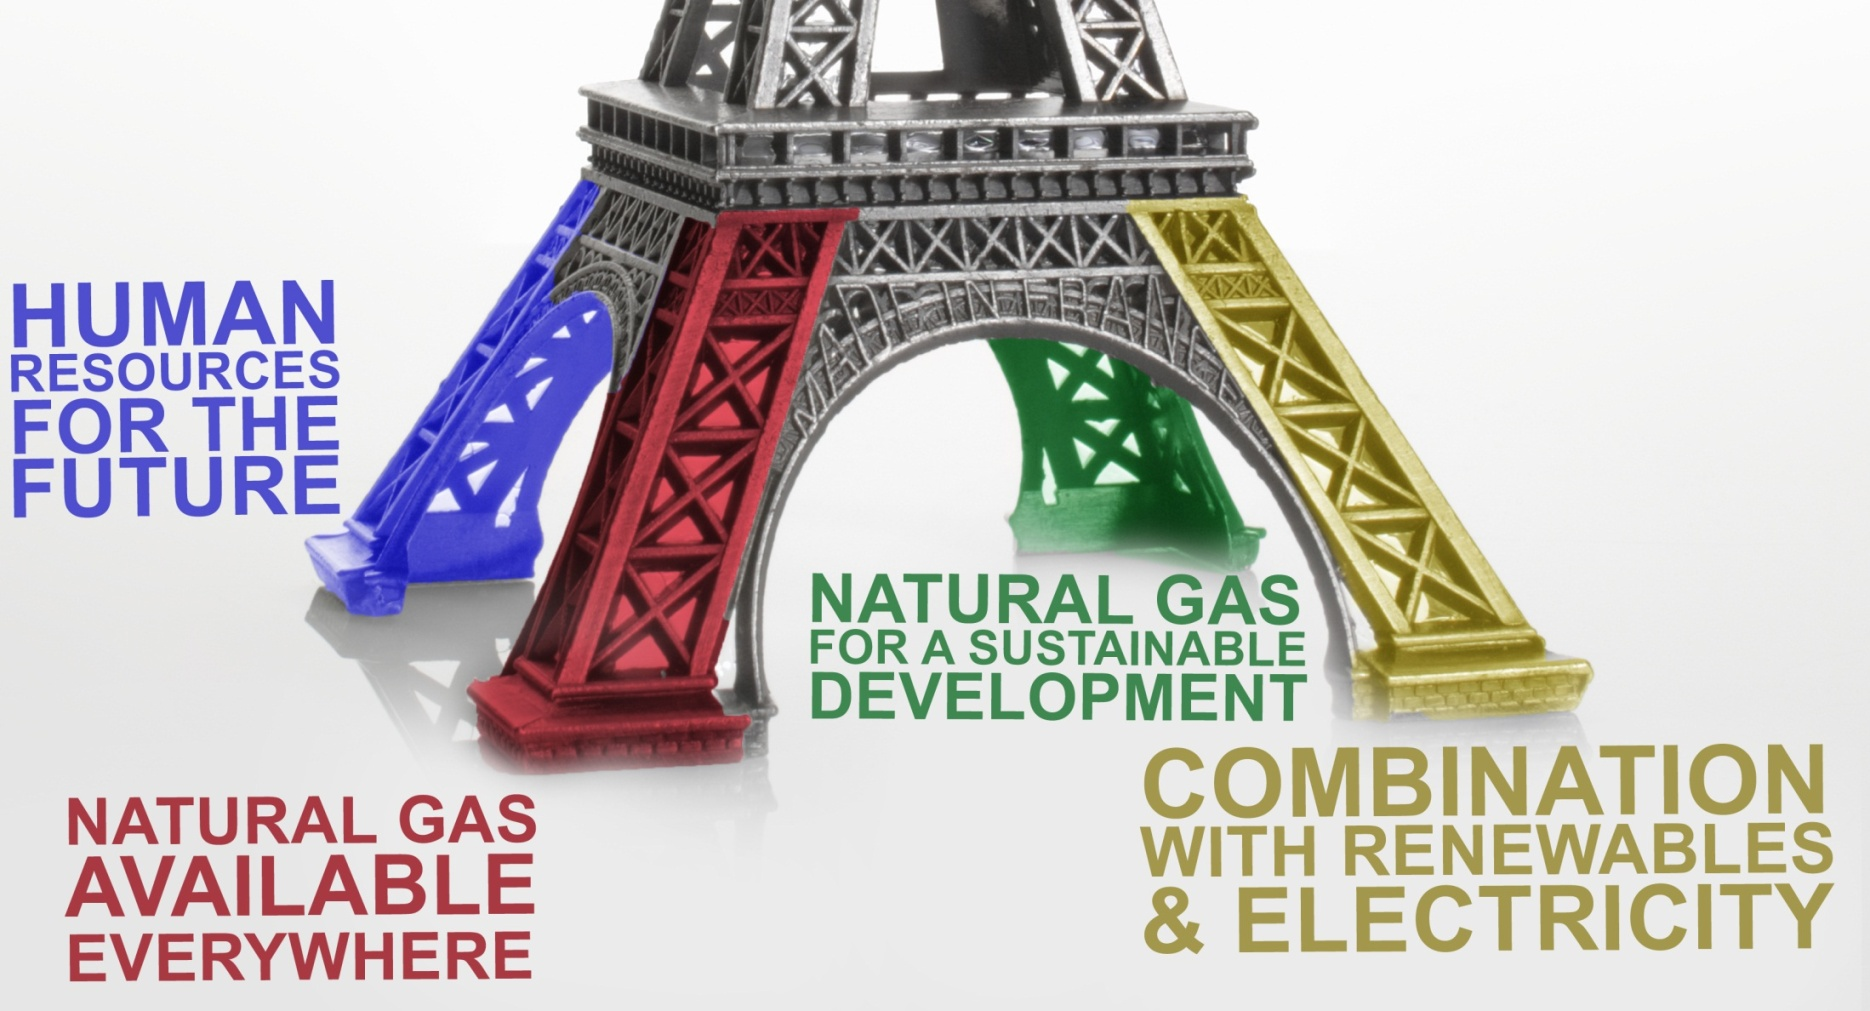 HUMAN
RESOURCES
FOR THE
FUTURE
NATURAL GAS
FOR A SUSTAINABLE
DEVELOPMENT
NATURAL GAS
AVAILABLE
EVERYWHERE
COMBINATION
WITH RENEWABLES
& ELECTRICITY